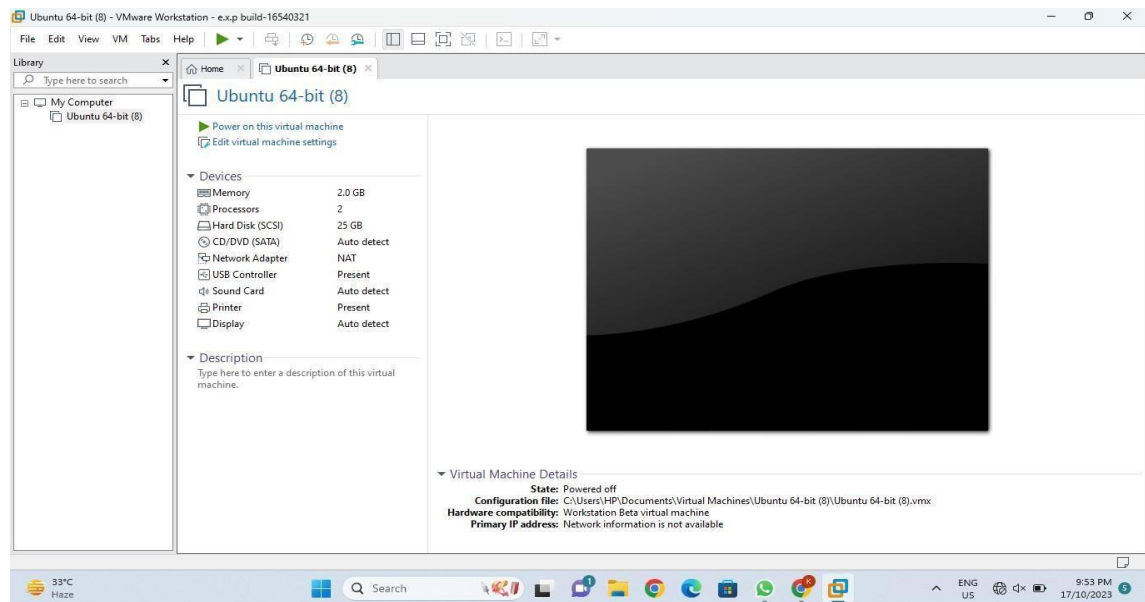 Ubuntu 64-bit (8) - VMware Workstation - e.x.p build-16540321
File Edit View VM Tabs Help
Library
Type here to search
My Computer
Ubuntu 64-bit (8)
Home
Ubuntu 64-bit (8)
Ubuntu 64-bit (8)
Power on this virtual machine
Edit virtual machine settings
Devices
Memory 2.0 GB
Processors 2
Hard Disk (SCSI) 25 GB
CD/DVD (SATA) Auto detect
Network Adapter NAT
USB Controller Present
Sound Card Auto detect
Printer Present
Display Auto detect
Description
Type here to enter a description of this virtual
machine.
Virtual Machine Details
State: Powered off
Configuration file: C:\Users\HP\Documents\Virtual Machines\Ubuntu 64-bit (8)\Ubuntu 64-bit (8).vmx
Hardware compatibility: Workstation Beta virtual machine
Primary IP address: Network information is not available
33°C
Haze
Search
1
K
ENG
US
9:53 PM
17/10/2023
5